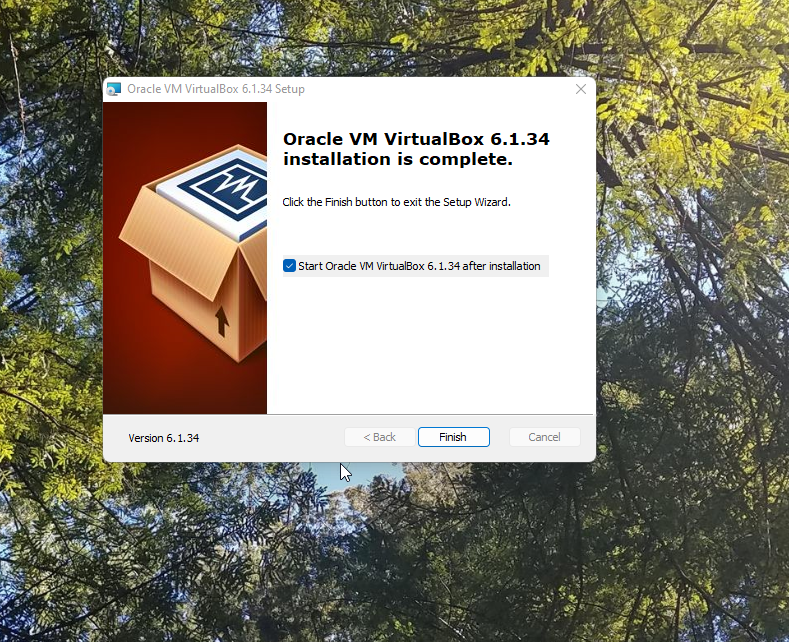 Oracle VM VirtualBox 6.1.34 Setup
Oracle VM VirtualBox 6.1.34
installation is complete.
Click the Finish button to exit the Setup Wizard.
Start Oracle VM VirtualBox 6.1.34 after installation
Version 6.1.34
< Back
Finish
Cancel